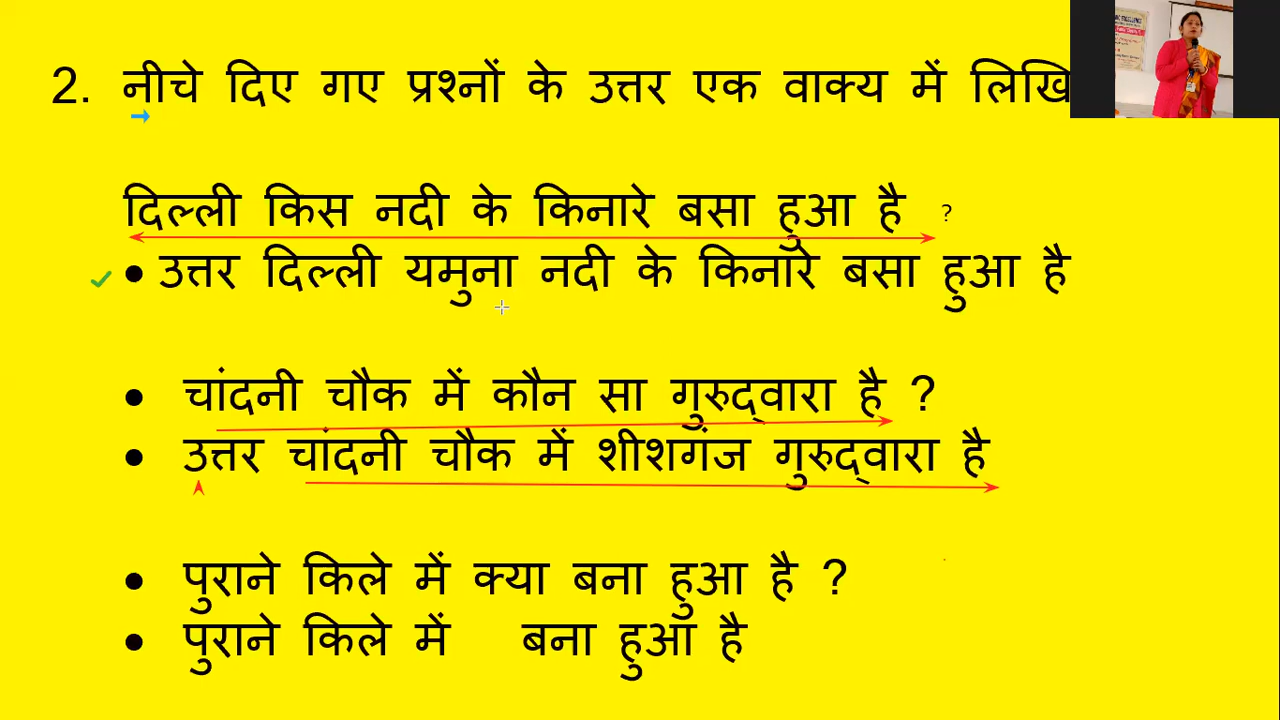 2. नीचे दिए गए प्रश्नों के उत्तर एक वाक्य में लिखि
दिल्ली किस नदी के किनारे बसा हुआ है ?
• उत्तर दिल्ली यमुना नदी के किनारे बसा हुआ है
• चांदनी चौक में कौन सा गुरुद्वारा है ?
• उत्तर चांदनी चौक में शीशगंज गुरुद्वारा है
• पुराने किले में क्या बना हुआ है ?
• पुराने किले में बना हुआ है